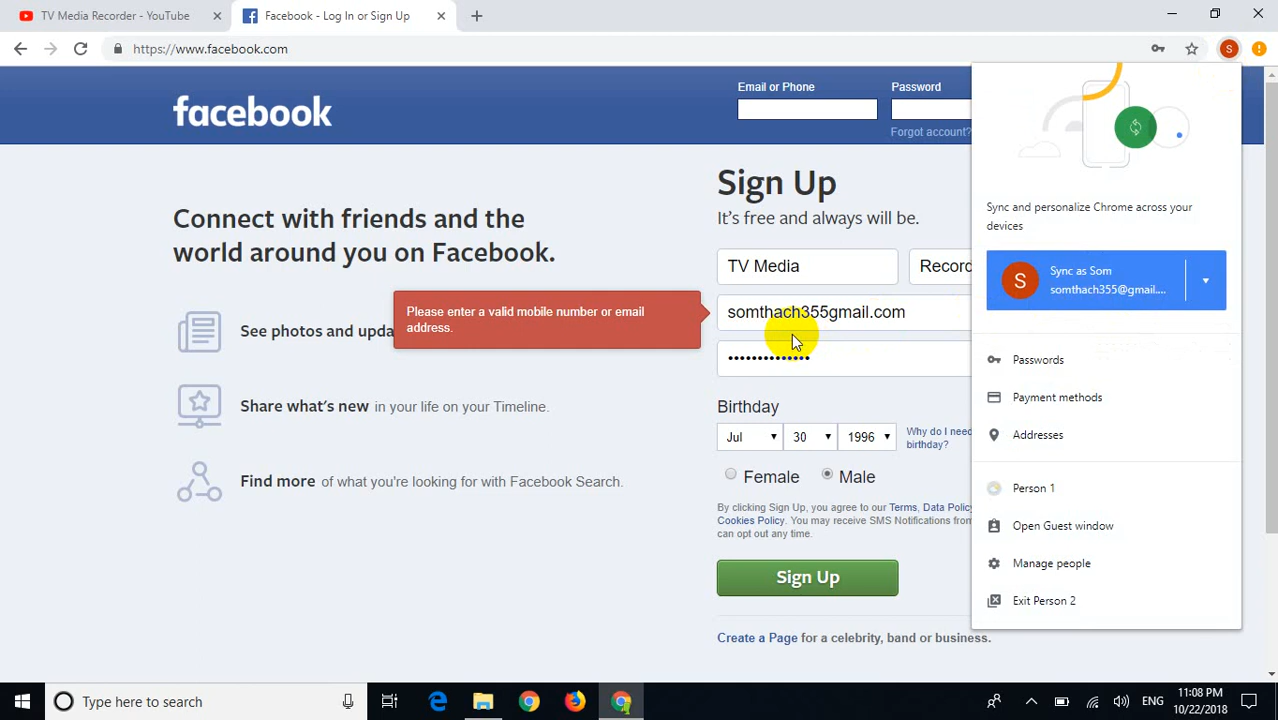 TV Media Recorder - YouTube
Facebook - Log In or Sign Up
https://www.facebook.com
S
facebook
Email or Phone
Password
Forgot account?
Connect with friends and the
world around you on Facebook.
See photos and upda
Share what's new in your life on your Timeline.
Find more of what you're looking for with Facebook Search.
Sign Up
It's free and always will be.
TV Media
Record
Please enter a valid mobile number or email
address.
somthach355gmail.com
Birthday
Jul
30
1996
Why do I need
birthday?
Female
Male
By clicking Sign Up, you agree to our Terms, Data Policy
Cookies Policy. You may receive SMS Notifications from
can opt out any time.
Sign Up
Create a Page for a celebrity, band or business.
Sync and personalize Chrome across your
devices
S
Sync as Som
somthach355@gmail....
Passwords
Payment methods
Addresses
Person 1
Open Guest window
Manage people
Exit Person 2
Type here to search
ENG
11:08 PM
10/22/2018